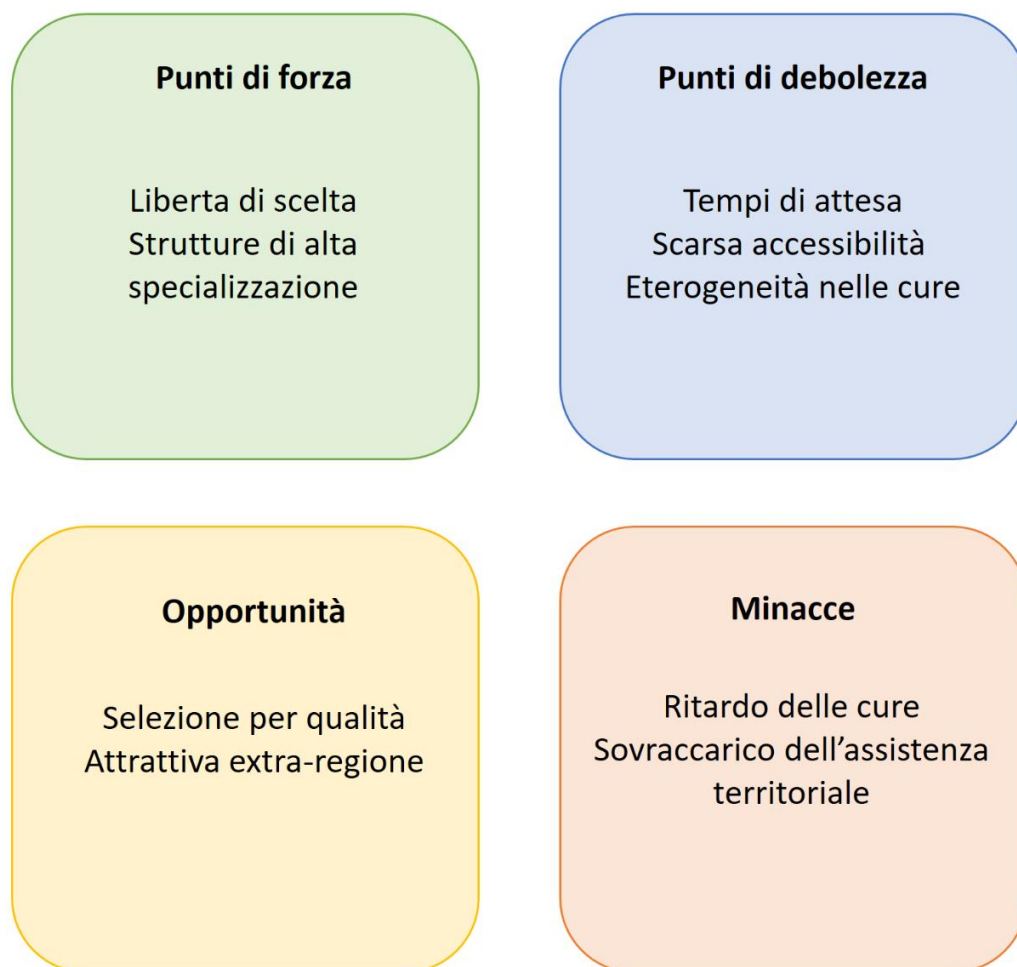 Punti di forza
Liberta di scelta
Strutture di alta
specializzazione
Punti di debolezza
Tempi di attesa
Scarsa accessibilità
Eterogeneità nelle cure
Opportunità
Selezione per qualità
Attrattiva extra-regione
Minacce
Ritardo delle cure
Sovraccarico dell’assistenza
territoriale